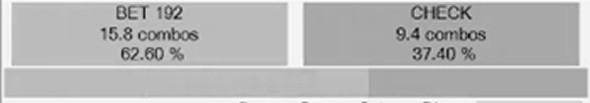 BET 192
15.8 combos
62.60 %
CHECK
9.4 combos
37.40 %